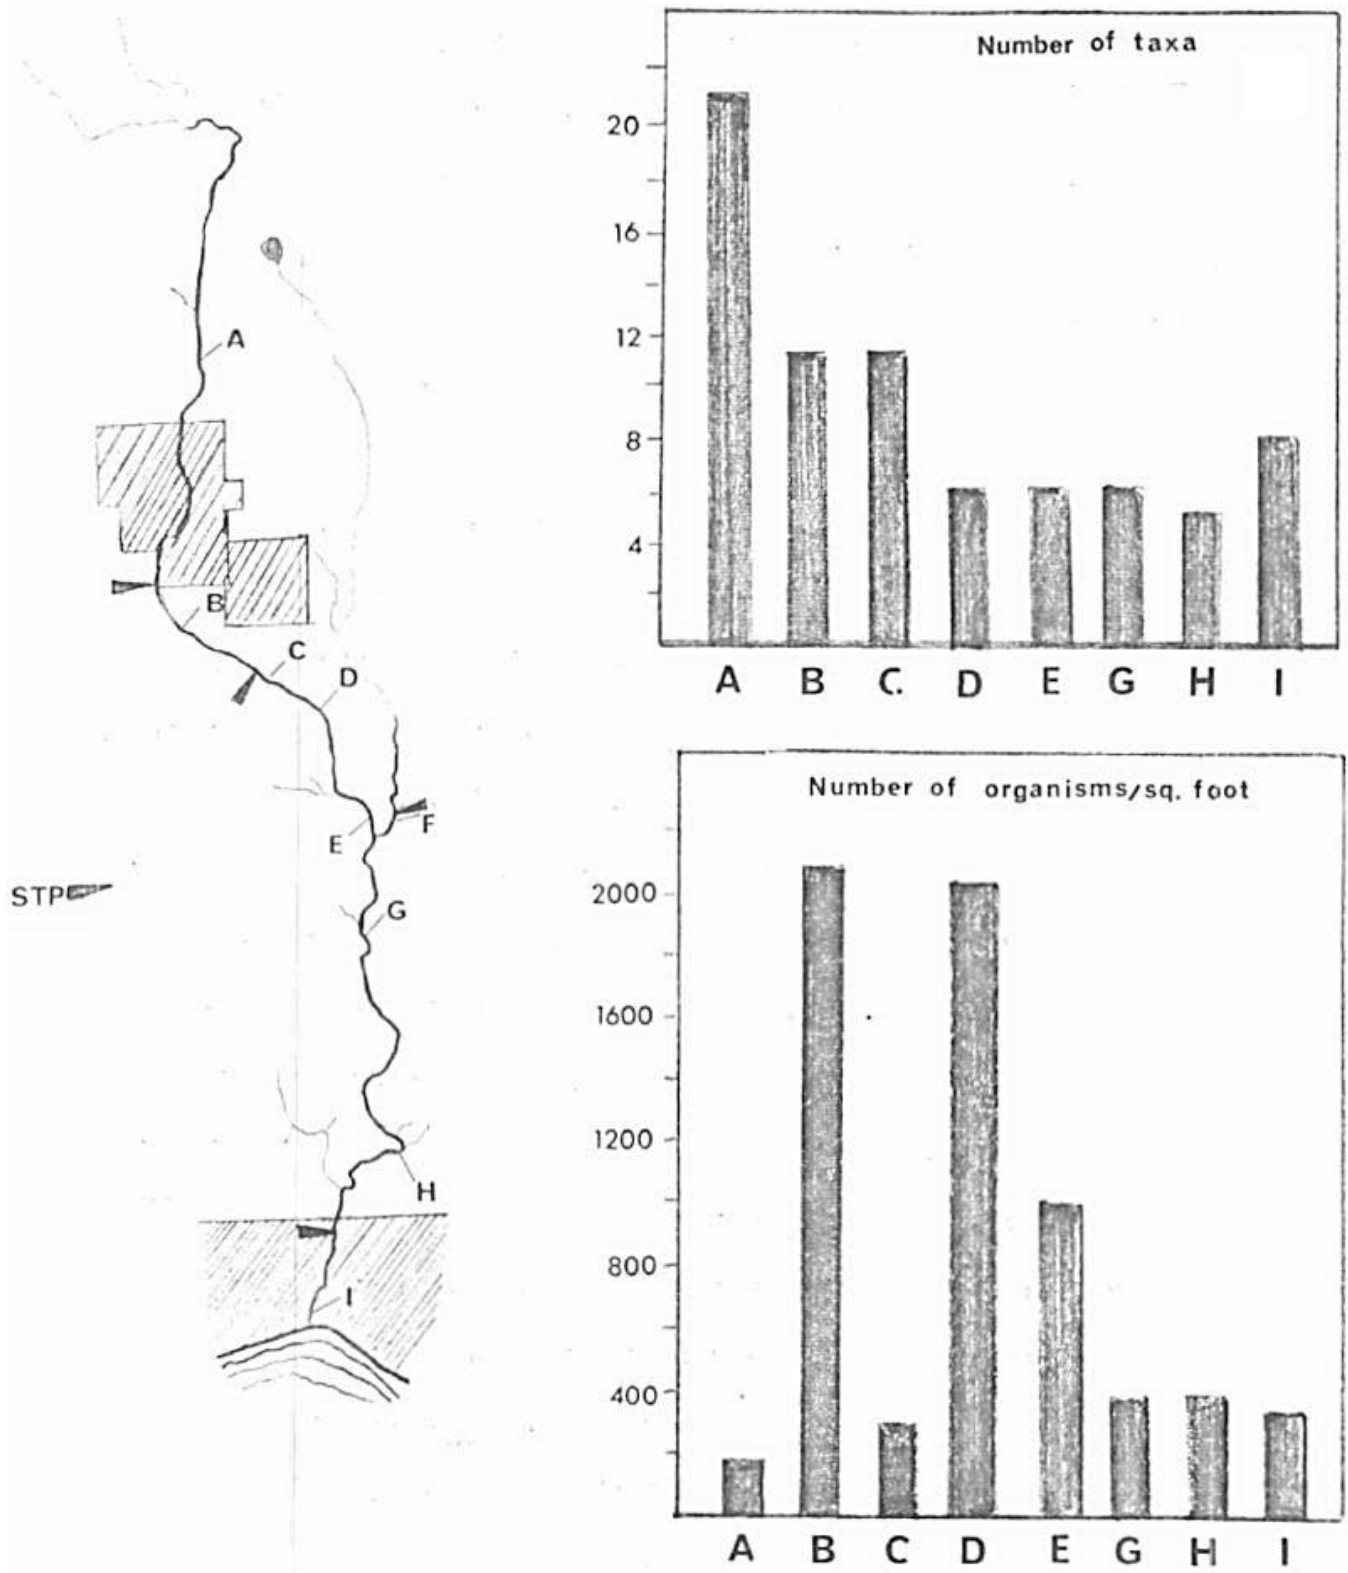 A
B
C
D
E
F
STP
G
H
I
Number of taxa
20
16
12
8
4
A B C. D E G H I
Number of organisms/sq. foot
2000
1600
1200
800
400
A B C D E G H I